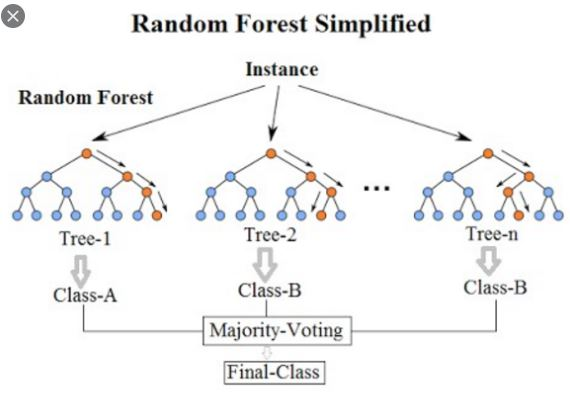 Random Forest Simplified
Instance
Random Forest
...
Tree-1
Tree-2
Tree-n
Class-A
Class-B
Class-B
Majority-Voting
Final-Class